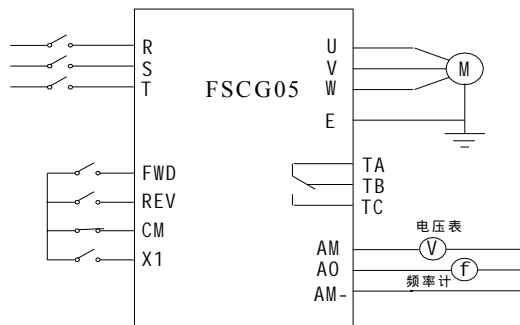 R
S
T
FSCG05
U
V
W
M
E
FWD
REV
CM
X1
TA
TB
TC
电压表
AM
V
AO
f
频率计
AM-